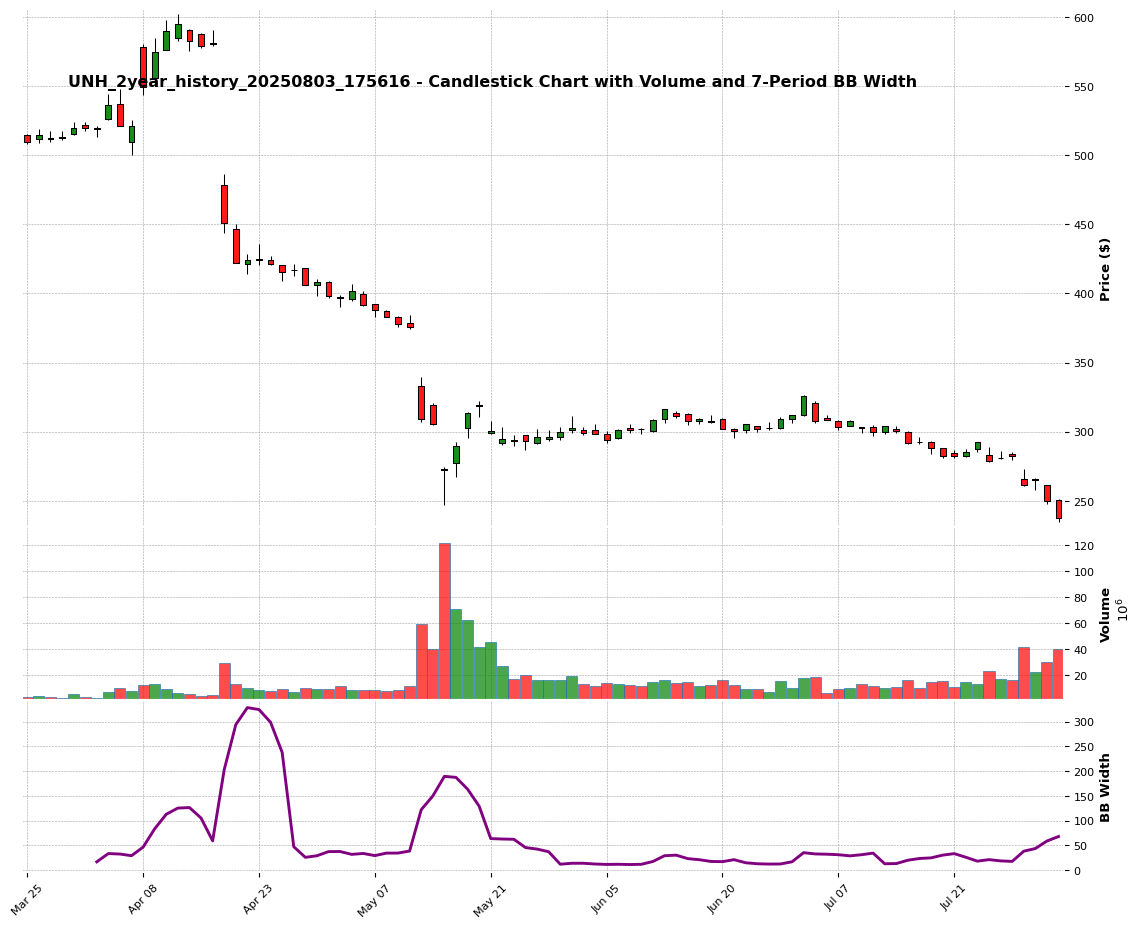 UNH_2year_history_20250803_175616 - Candlestick Chart with Volume and 7-Period BB Width
600
550
500
450
400
350
300
250
Price ($)
120
100
80
60
40
20
Volume
10^6
300
250
200
150
100
50
0
BB Width
Mar 25
Apr 08
Apr 23
May 07
May 21
Jun 05
Jun 20
Jul 07
Jul 21